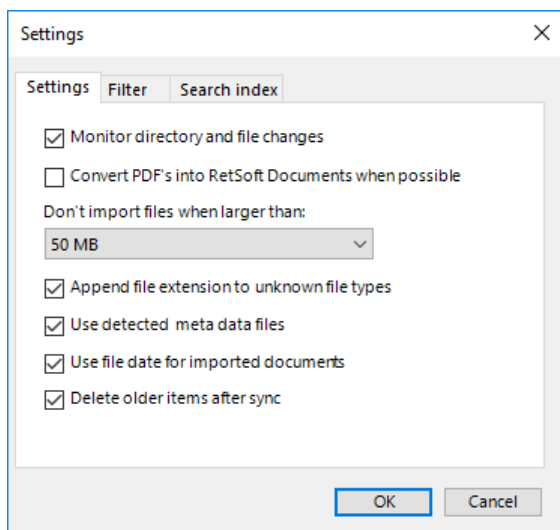 Settings
Settings Filter Search index
Monitor directory and file changes
Convert PDF's into RetSoft Documents when possible
Don't import files when larger than:
50 MB
Append file extension to unknown file types
Use detected meta data files
Use file date for imported documents
Delete older items after sync
OK Cancel